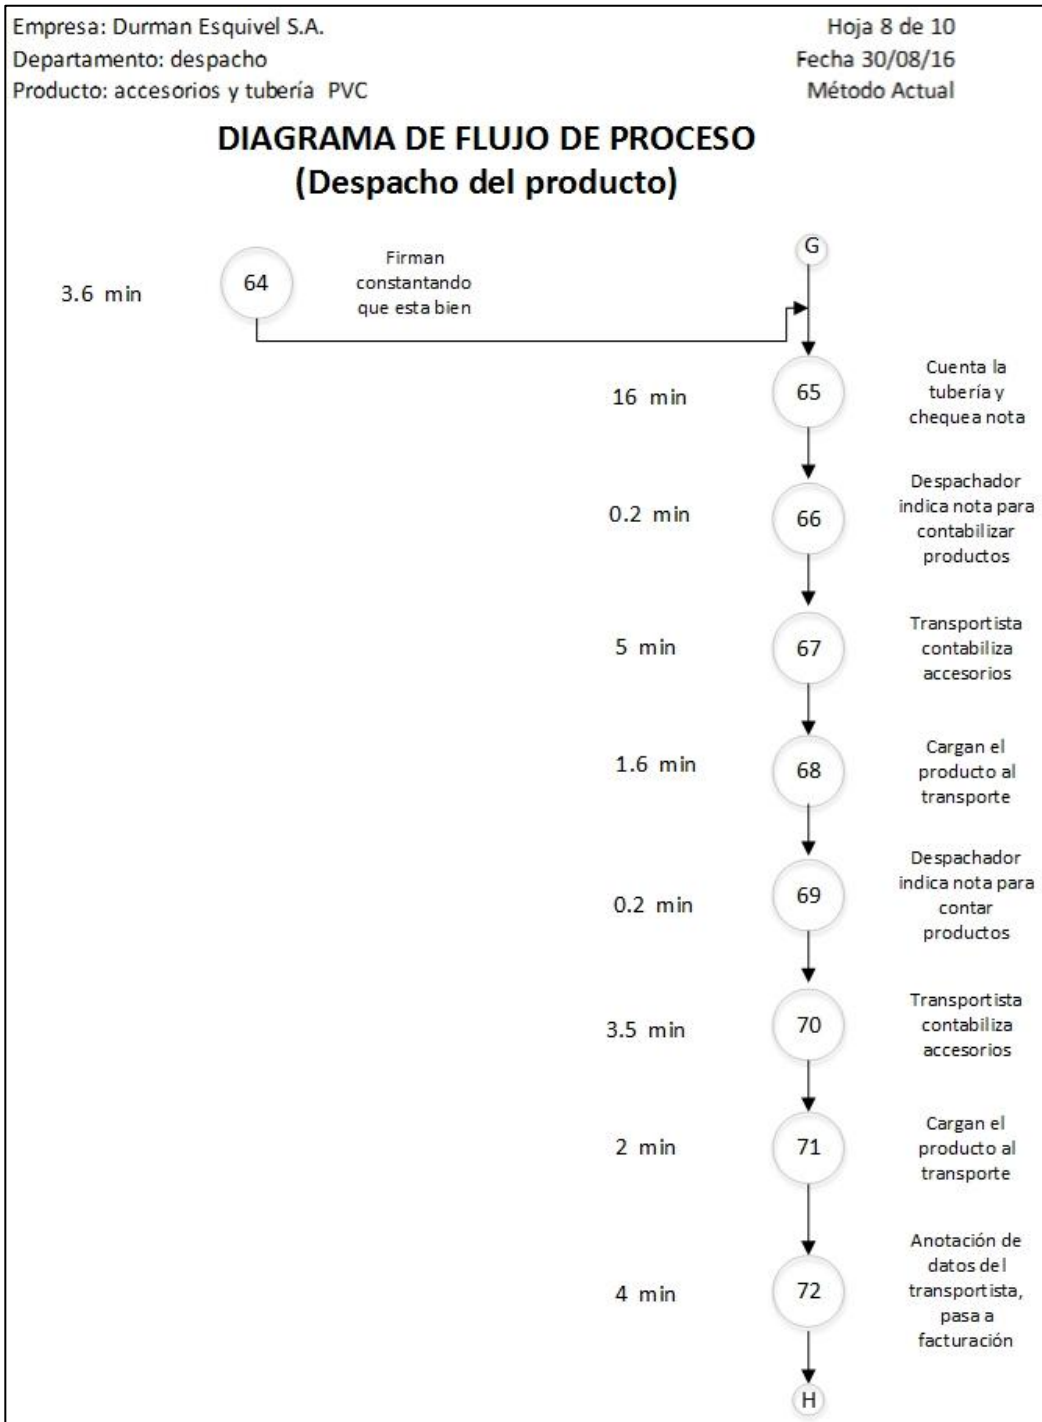 Empresa: Durman Esquivel S.A.
Hoja 8 de 10
Departamento: despacho
Fecha 30/08/16
Producto: accesorios y tubería PVC
Método Actual
DIAGRAMA DE FLUJO DE PROCESO
(Despacho del producto)
3.6 min
64
Firman
constantando
que esta bien
G
16 min
65
Cuenta la
tubería y
chequea nota
0.2 min
66
Despachador
indica nota para
contabilizar
productos
5 min
67
Transportista
contabiliza
accesorios
1.6 min
68
Cargan el
producto al
transporte
0.2 min
69
Despachador
indica nota para
contar
productos
3.5 min
70
Transportista
contabiliza
accesorios
2 min
71
Cargan el
producto al
transporte
4 min
72
Anotación de
datos del
transportista,
pasa a
facturación
H